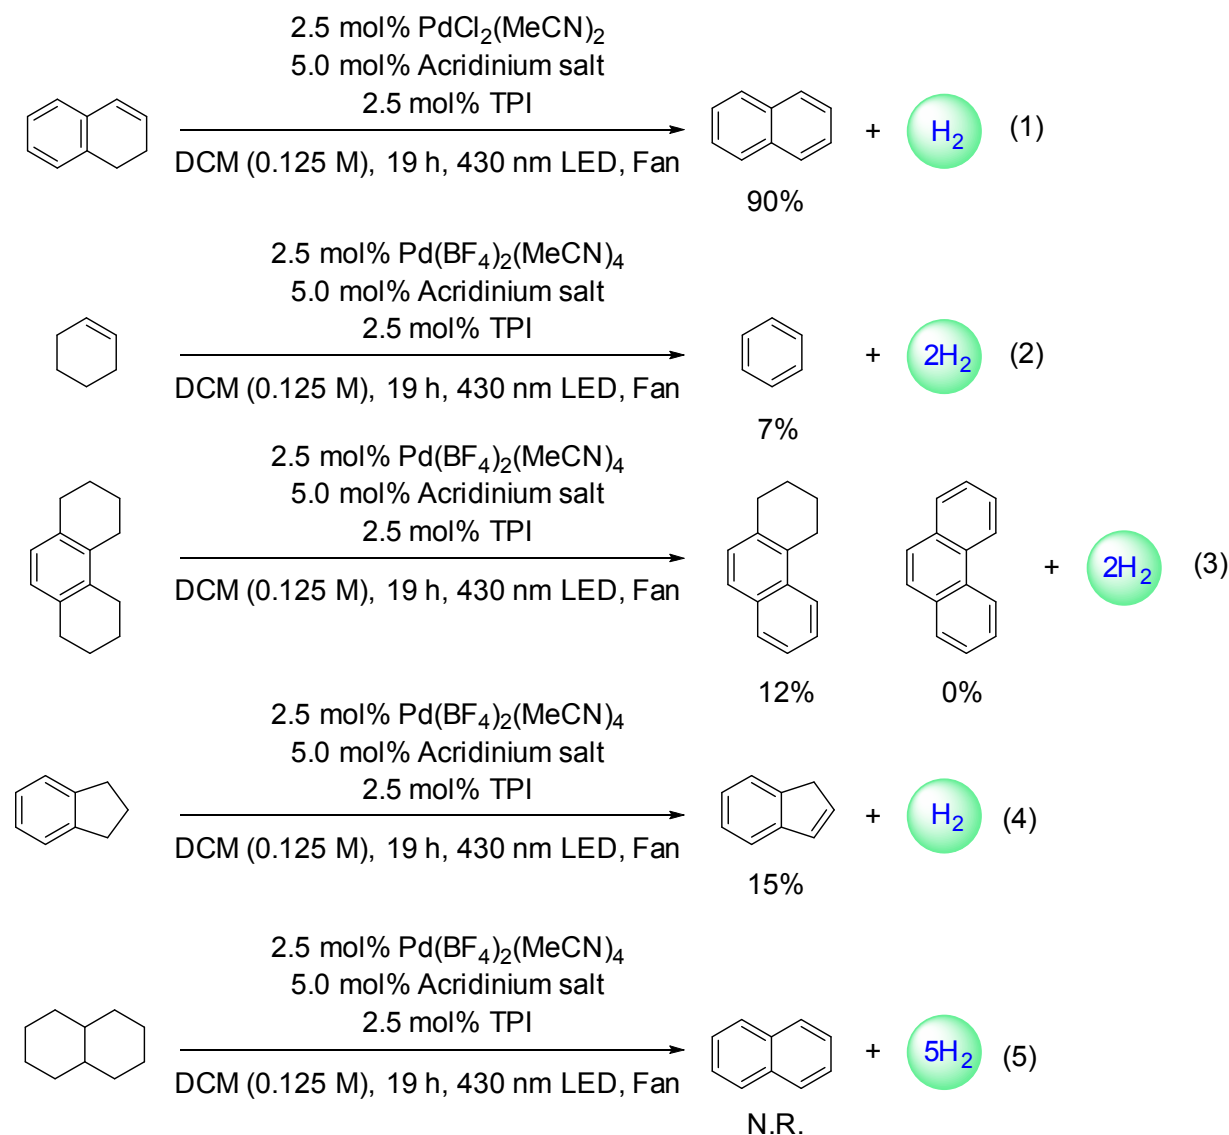 2.5 mol% PdCl₂(MeCN)₂
5.0 mol% Acridinium salt
2.5 mol% TPI
DCM (0.125 M), 19 h, 430 nm LED, Fan
+ H₂ (1)
90%
2.5 mol% Pd(BF₄)₂(MeCN)₄
5.0 mol% Acridinium salt
2.5 mol% TPI
DCM (0.125 M), 19 h, 430 nm LED, Fan
+ 2H₂ (2)
7%
2.5 mol% Pd(BF₄)₂(MeCN)₄
5.0 mol% Acridinium salt
2.5 mol% TPI
DCM (0.125 M), 19 h, 430 nm LED, Fan
+ 2H₂ (3)
12% 0%
2.5 mol% Pd(BF₄)₂(MeCN)₄
5.0 mol% Acridinium salt
2.5 mol% TPI
DCM (0.125 M), 19 h, 430 nm LED, Fan
+ H₂ (4)
15%
2.5 mol% Pd(BF₄)₂(MeCN)₄
5.0 mol% Acridinium salt
2.5 mol% TPI
DCM (0.125 M), 19 h, 430 nm LED, Fan
+ 5H₂ (5)
N.R.